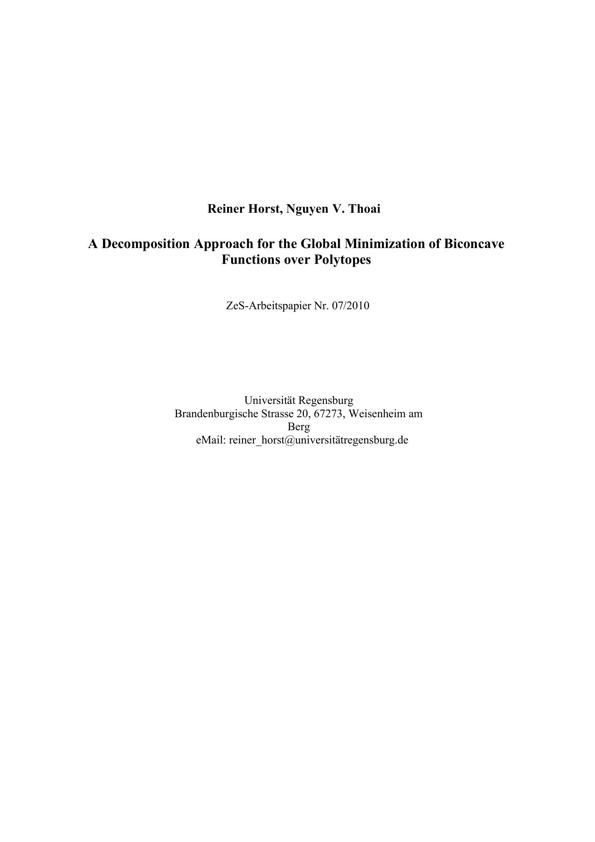 Reiner Horst, Nguyen V. Thoai
A Decomposition Approach for the Global Minimization of Biconcave
Functions over Polytopes
ZeS-Arbeitspapier Nr. 07/2010
Universität Regensburg
Brandenburgische Strasse 20, 67273, Weisenheim am
Berg
eMail: reiner_horst@universitätregensburg.de